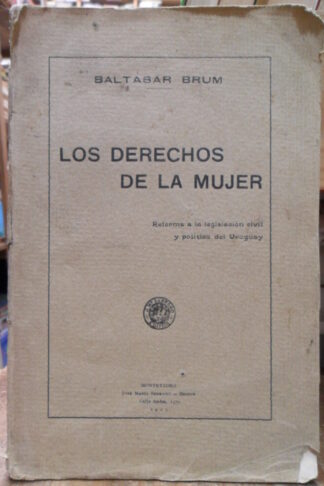 BALTASAR BRUM
LOS DERECHOS
DE LA MUJER
Reforma a la legislación civil
y política del Uruguay
MONTEVIDEO